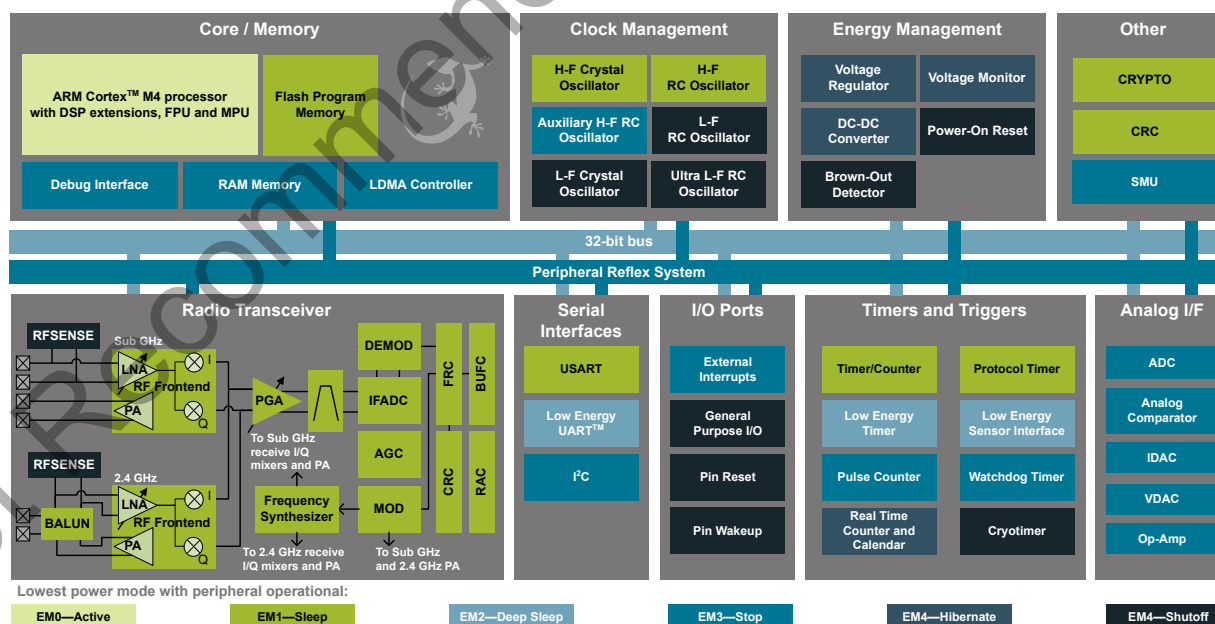 Core / Memory
ARM Cortex™ M4 processor
with DSP extensions, FPU and MPU
Flash Program
Memory
Debug Interface
RAM Memory
LDMA Controller
Clock Management
H-F Crystal
Oscillator
H-F
RC Oscillator
Auxiliary H-F RC
Oscillator
L-F
RC Oscillator
L-F Crystal
Oscillator
Ultra L-F RC
Oscillator
Energy Management
Voltage
Regulator
Voltage Monitor
DC-DC
Converter
Power-On Reset
Brown-Out
Detector
Other
CRYPTO
CRC
SMU
32-bit bus
Peripheral Reflex System
Radio Transceiver
RFSENSE
Sub GHz
LNA
RF Frontend
PA
I
Q
RFSENSE
2.4 GHz
LNA
RF Frontend
PA
I
Q
BALUN
PGA
To Sub GHz
receive I/Q
mixers and PA
Frequency
Synthesizer
To 2.4 GHz receive
I/Q mixers and PA
DEMOD
IFADC
AGC
MOD
To Sub GHz
and 2.4 GHz PA
FRC
BUFC
CRC
RAC
Serial
Interfaces
USART
Low Energy
UART™
I²C
I/O Ports
External
Interrupts
General
Purpose I/O
Pin Reset
Pin Wakeup
Timers and Triggers
Timer/Counter
Protocol Timer
Low Energy
Timer
Low Energy
Sensor Interface
Pulse Counter
Watchdog Timer
Real Time
Counter and
Calendar
Cryotimer
Analog I/F
ADC
Analog
Comparator
IDAC
VDAC
Op-Amp
Lowest power mode with peripheral operational:
EM0—Active
EM1—Sleep
EM2—Deep Sleep
EM3—Stop
EM4—Hibernate
EM4—Shutoff
Recommen